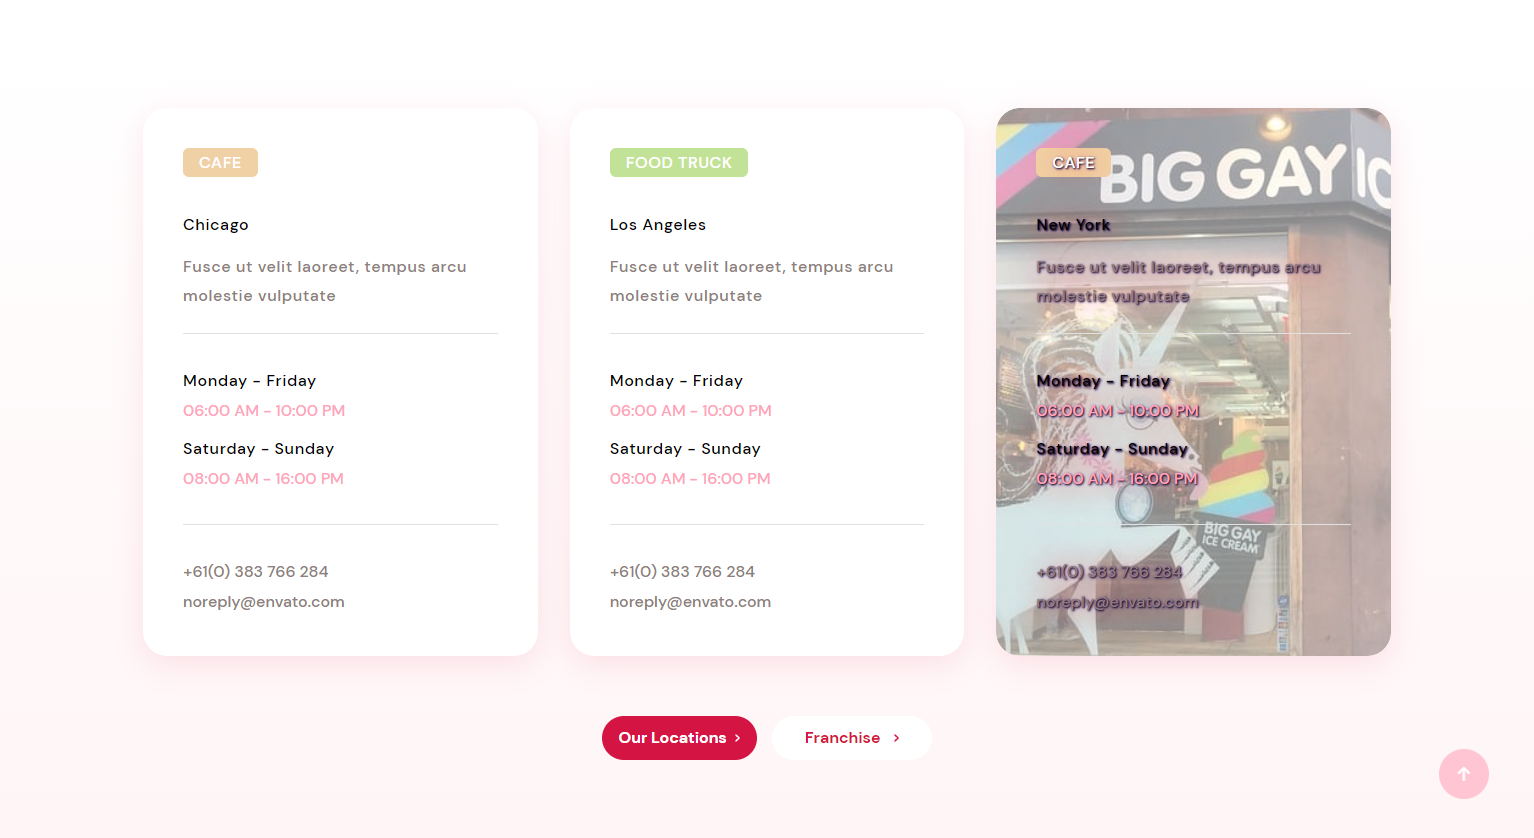 CAFE
Chicago
Fusce ut velit laoreet, tempus arcu
molestie vulputate
Monday - Friday
06:00 AM - 10:00 PM
Saturday - Sunday
08:00 AM - 16:00 PM
+61(0) 383 766 284
noreply@envato.com
FOOD TRUCK
Los Angeles
Fusce ut velit laoreet, tempus arcu
molestie vulputate
Monday - Friday
06:00 AM - 10:00 PM
Saturday - Sunday
08:00 AM - 16:00 PM
+61(0) 383 766 284
noreply@envato.com
BIG GAY IC
CAFE
New York
Fusce ut velit laoreet, tempus arcu
molestie vulputate
Monday - Friday
06:00 AM - 10:00 PM
Saturday - Sunday
08:00 AM - 16:00 PM
BIG GAY
ICE CREAM
+61(0) 383 766 284
noreply@envato.com
Our Locations >
Franchise >